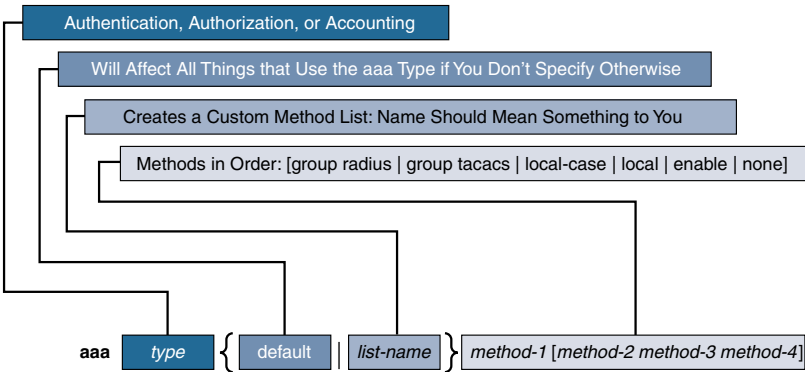 Authentication, Authorization, or Accounting
Will Affect All Things that Use the aaa Type if You Don't Specify Otherwise
Creates a Custom Method List: Name Should Mean Something to You
Methods in Order: [group radius | group tacacs | local-case | local | enable | none]
aaa type { default | list-name } method-1 [method-2 method-3 method-4]